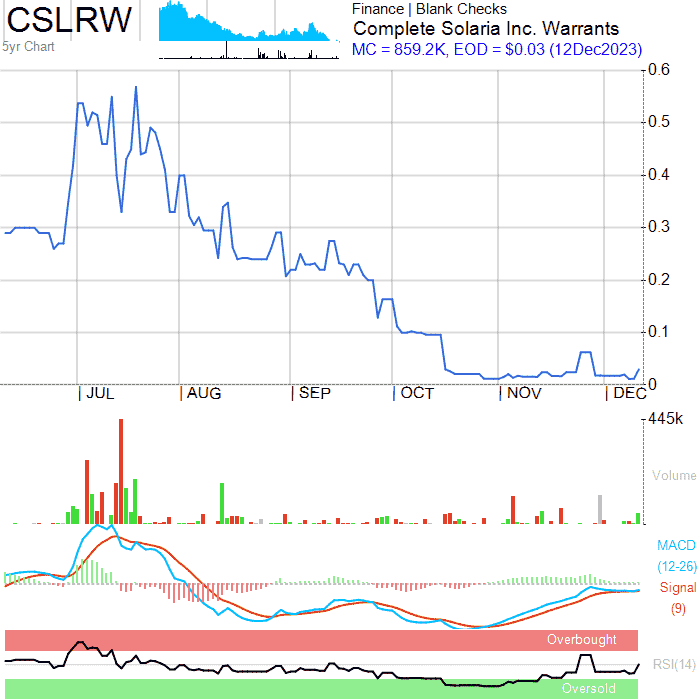 CSLRW
5yr Chart
Finance | Blank Checks
Complete Solaria Inc. Warrants
MC = 859.2K, EOD = $0.03 (12Dec2023)
0.6
0.5
0.4
0.3
0.2
0.1
0
| JUL | AUG | SEP | OCT | NOV | DEC
445k
Volume
MACD
(12-26)
Signal
(9)
Overbought
RSI(14)
Oversold